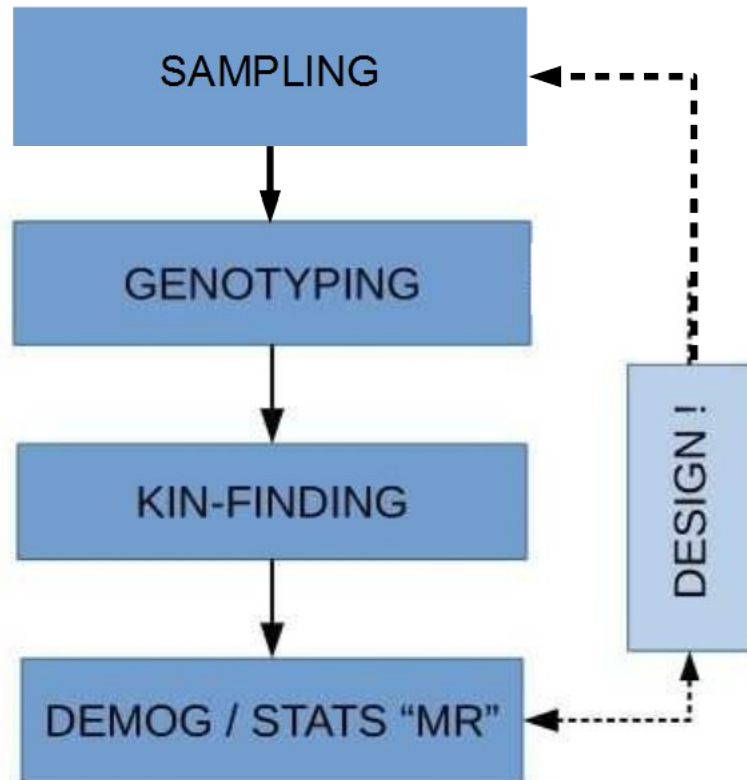 SAMPLING
GENOTYPING
KIN-FINDING
DEMOG / STATS “MR”
DESIGN !